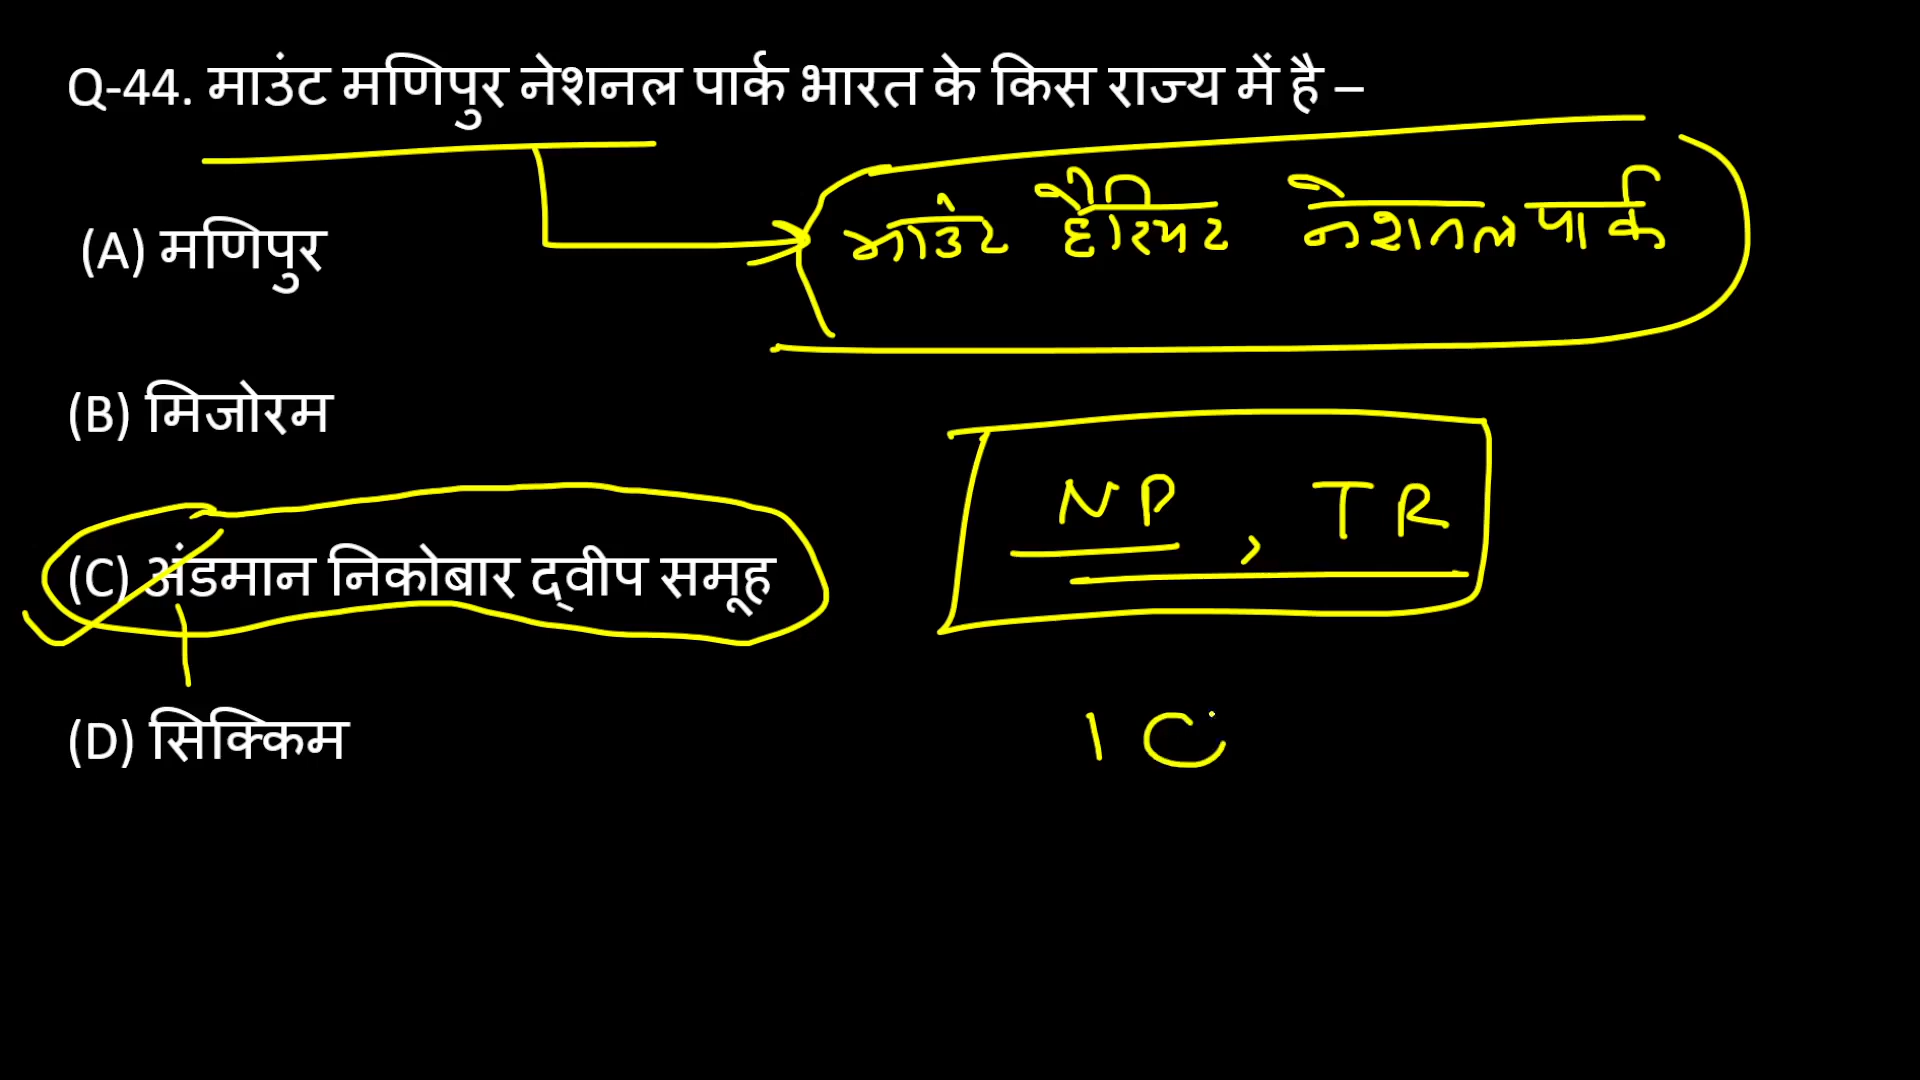 Q-44. माउंट मणिपुर नेशनल पार्क भारत के किस राज्य में है –
माउंट हैरियट नेशनल पार्क
(A) मणिपुर
(B) मिजोरम
NP, TR
(C) अंडमान निकोबार द्वीप समूह
(D) सिक्किम
1 C